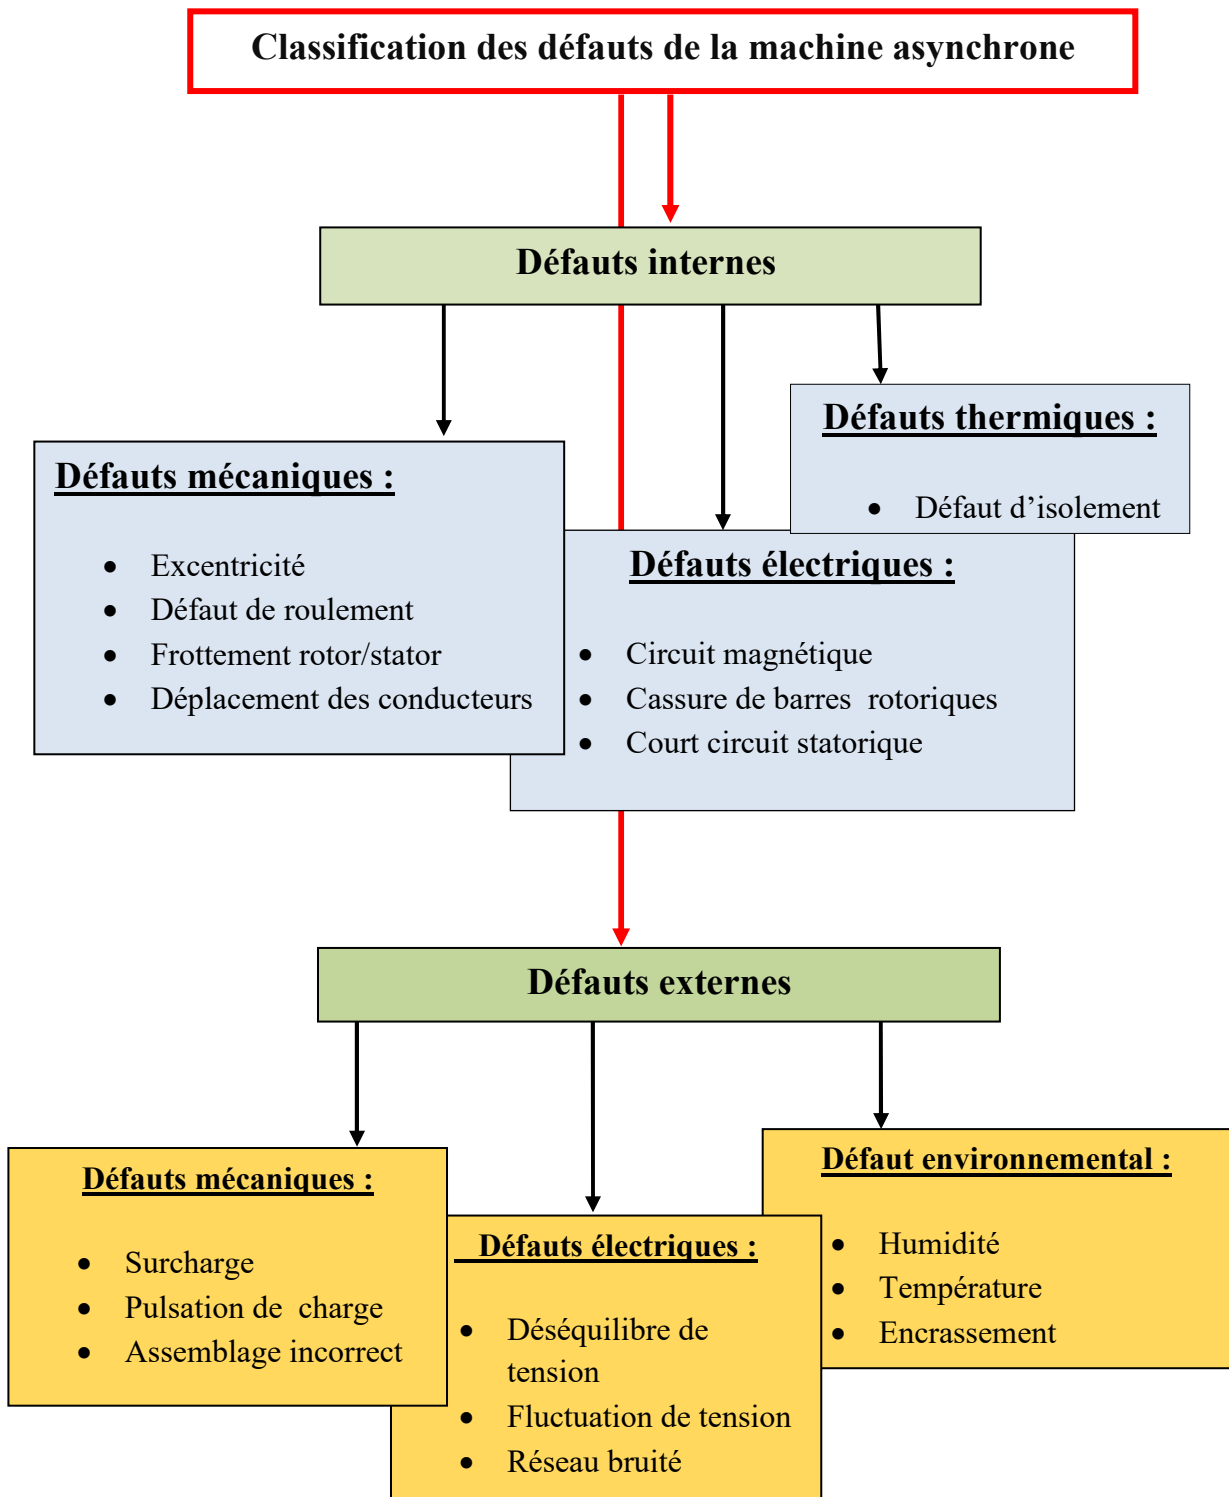 Classification des défauts de la machine asynchrone
Défauts internes
Défauts thermiques :
• Défaut d’isolement
Défauts mécaniques :
• Excentricité
• Défaut de roulement
• Frottement rotor/stator
• Déplacement des conducteurs
Défauts électriques :
• Circuit magnétique
• Cassure de barres  rotoriques
• Court circuit statorique
Défauts externes
Défauts mécaniques :
• Surcharge
• Pulsation de  charge
• Assemblage incorrect
Défauts électriques :
• Déséquilibre de
tension
• Fluctuation de tension
• Réseau bruité
Défaut environnemental :
• Humidité
• Température
• Encrassement